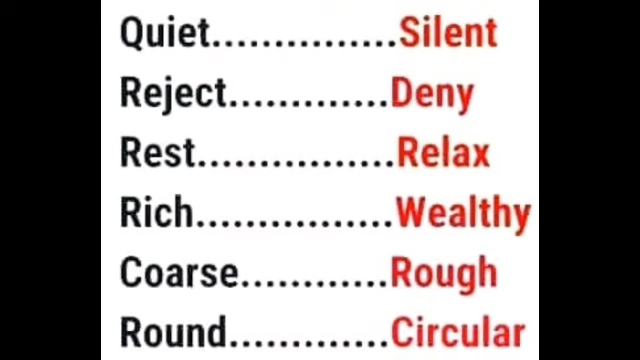 Quiet...............Silent
Reject.............Deny
Rest................Relax
Rich................Wealthy
Coarse............Rough
Round.............Circular